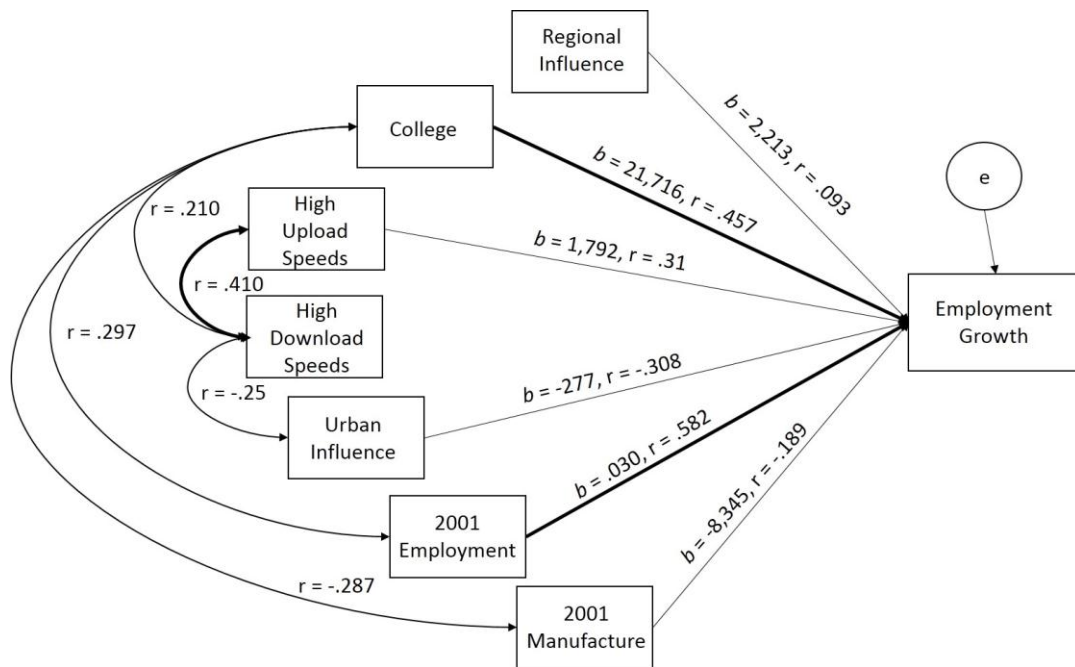 Regional
Influence
b = 2,213, r = .093
College
b = 21,716, r = .457
e
r = .210
High
Upload
Speeds
b = 1,792, r = .31
r = .410
High
Download
Speeds
Employment
Growth
r = .297
r = -.25
b = -277, r = -.308
Urban
Influence
b = .030, r = .582
2001
Employment
b = -8,345, r = -.189
r = -.287
2001
Manufacture